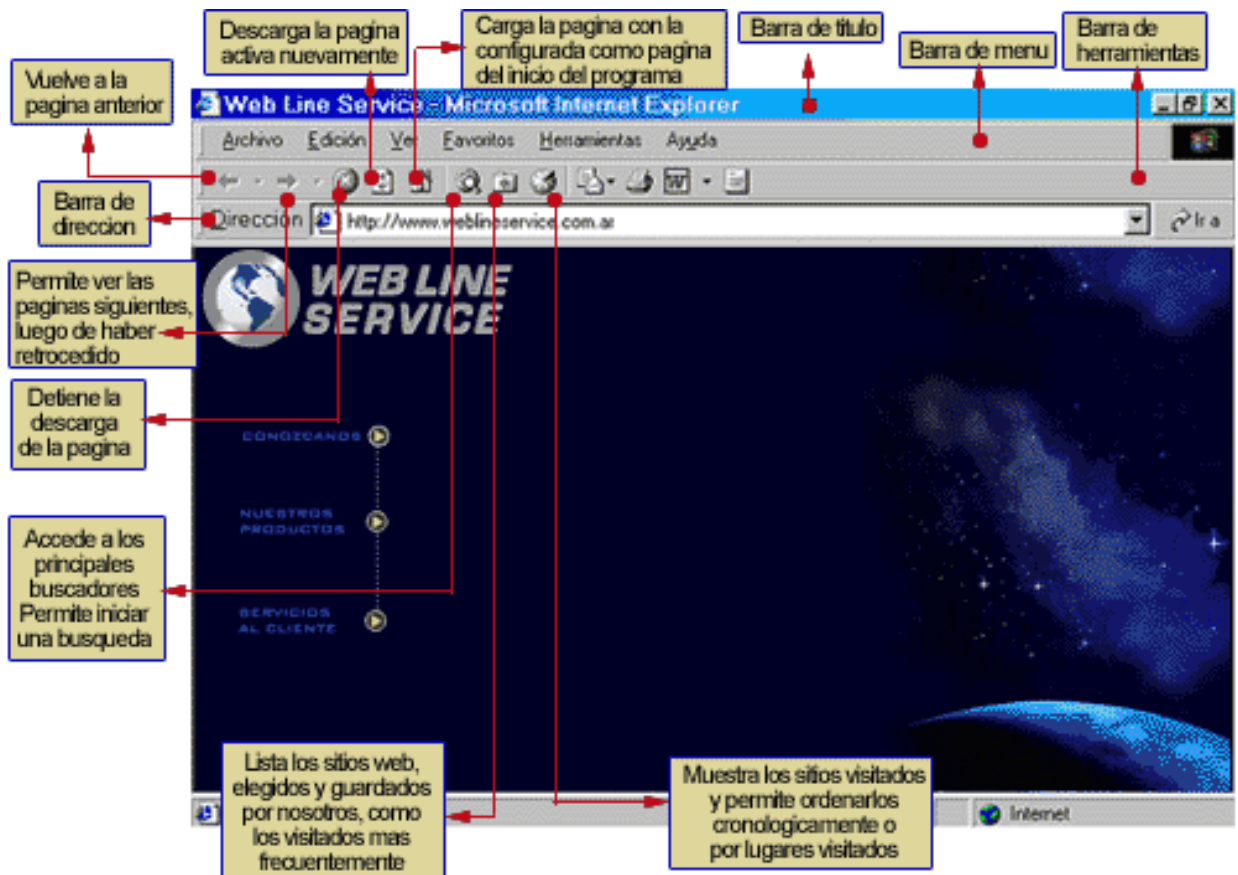 Descarga la pagina
activa nuevamente
Carga la pagina con la
configurada como pagina
del inicio del programa
Barra de titulo
Barra de menu
Barra de
herramientas
Vuelve a la
pagina anterior
Web Line Service - Microsoft Internet Explorer
Archivo Edición Ver Favoritos Herramientas Ayuda
Barra de
direccion
Dirección http://www.weblineservice.com.ar Ir a
WEB LINE
SERVICE
Permite ver las
paginas siguientes,
luego de haber
retrocedido
Detiene la
descarga
de la pagina
CONOZCANOS
NUESTROS
PRODUCTOS
Accede a los
principales
buscadores
Permite iniciar
una busqueda
SERVICIOS
AL CLIENTE
Lista los sitios web,
elegidos y guardados
por nosotros, como
los visitados mas
frecuentemente
Muestra los sitios visitados
y permite ordenarlos
cronologicamente o
por lugares visitados
Internet